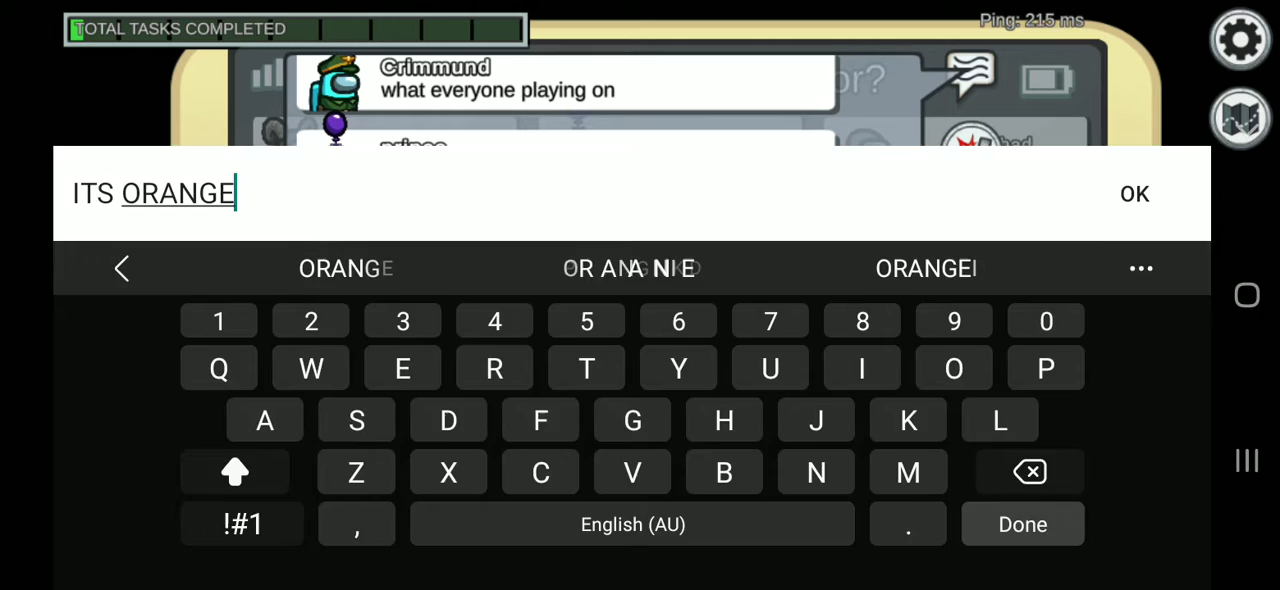 TOTAL TASKS COMPLETED
Ping: 215 ms
Crimmund
or?
what everyone playing on
ITS ORANGE
OK
ORANGE
ORANGEI
1 2 3 4 5 6 7 8 9 0
Q W E R T Y U I O P
A S D F G H J K L
Z X C V B N M
!#1 , English (AU) . Done